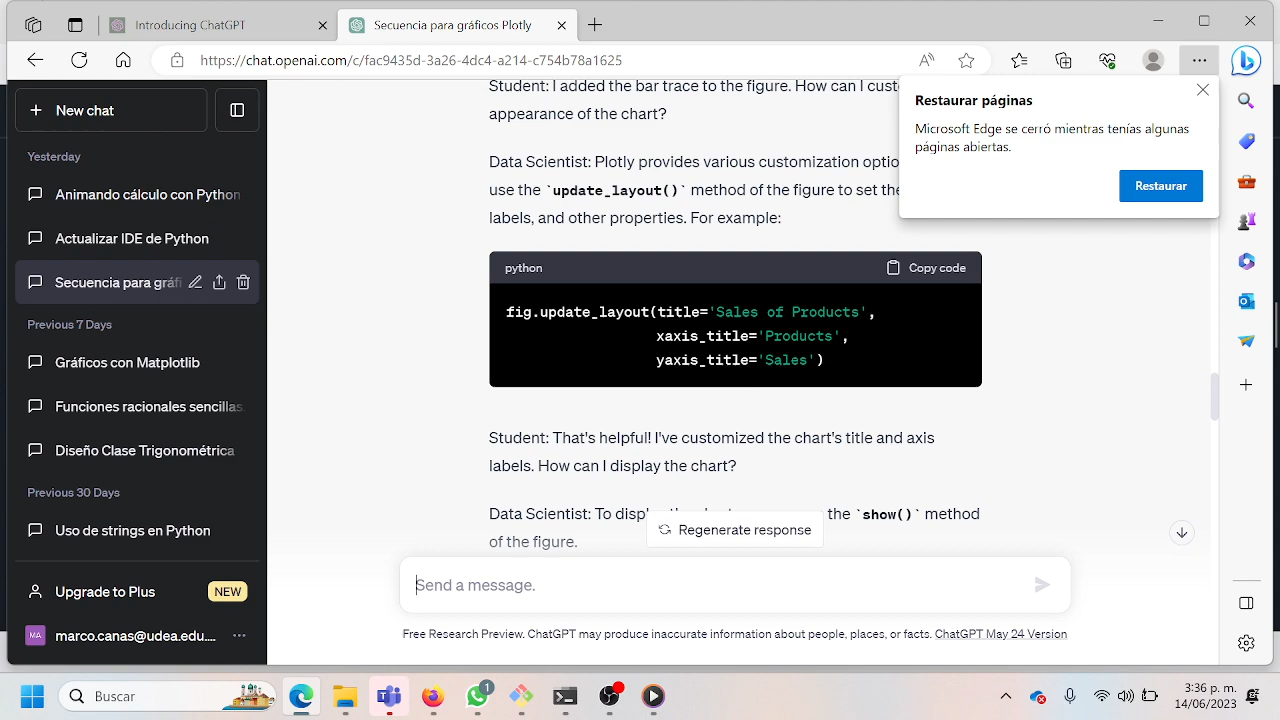 Introducing ChatGPT
Secuencia para gráficos Plotly
https://chat.openai.com/c/fac9435d-3a26-4dc4-a214-c754b78a1625
New chat
Yesterday
Animando cálculo con Python
Actualizar IDE de Python
Secuencia para gráfi
Previous 7 Days
Gráficos con Matplotlib
Funciones racionales sencillas.
Diseño Clase Trigonométrica
Previous 30 Days
Uso de strings en Python
Upgrade to Plus
NEW
MA
marco.canas@udea.edu....
Student: I added the bar trace to the figure. How can I cust
appearance of the chart?
Data Scientist: Plotly provides various customization optio
use the `update_layout()` method of the figure to set the
labels, and other properties. For example:
python
Copy code
fig.update_layout(title='Sales of Products',
xaxis_title='Products',
yaxis_title='Sales')
Student: That's helpful! I've customized the chart's title and axis
labels. How can I display the chart?
Data Scientist: To displ
the `show()` method
of the figure.
Regenerate response
Send a message.
Free Research Preview. ChatGPT may produce inaccurate information about people, places, or facts. ChatGPT May 24 Version
Restaurar páginas
Microsoft Edge se cerró mientras tenías algunas
páginas abiertas.
Restaurar
Buscar
1
3:36 p. m.
14/06/2023